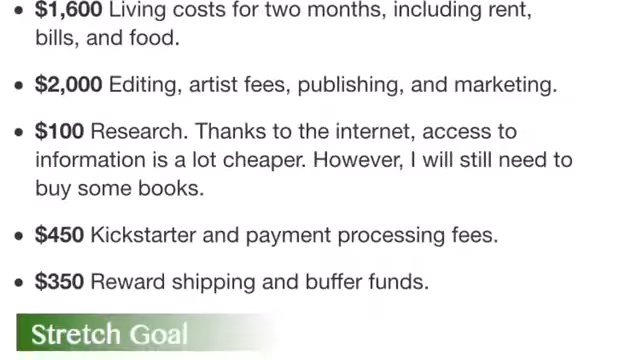 • $1,600 Living costs for two months, including rent,
bills, and food.
• $2,000 Editing, artist fees, publishing, and marketing.
• $100 Research. Thanks to the internet, access to
information is a lot cheaper. However, I will still need to
buy some books.
• $450 Kickstarter and payment processing fees.
• $350 Reward shipping and buffer funds.
Stretch Goal